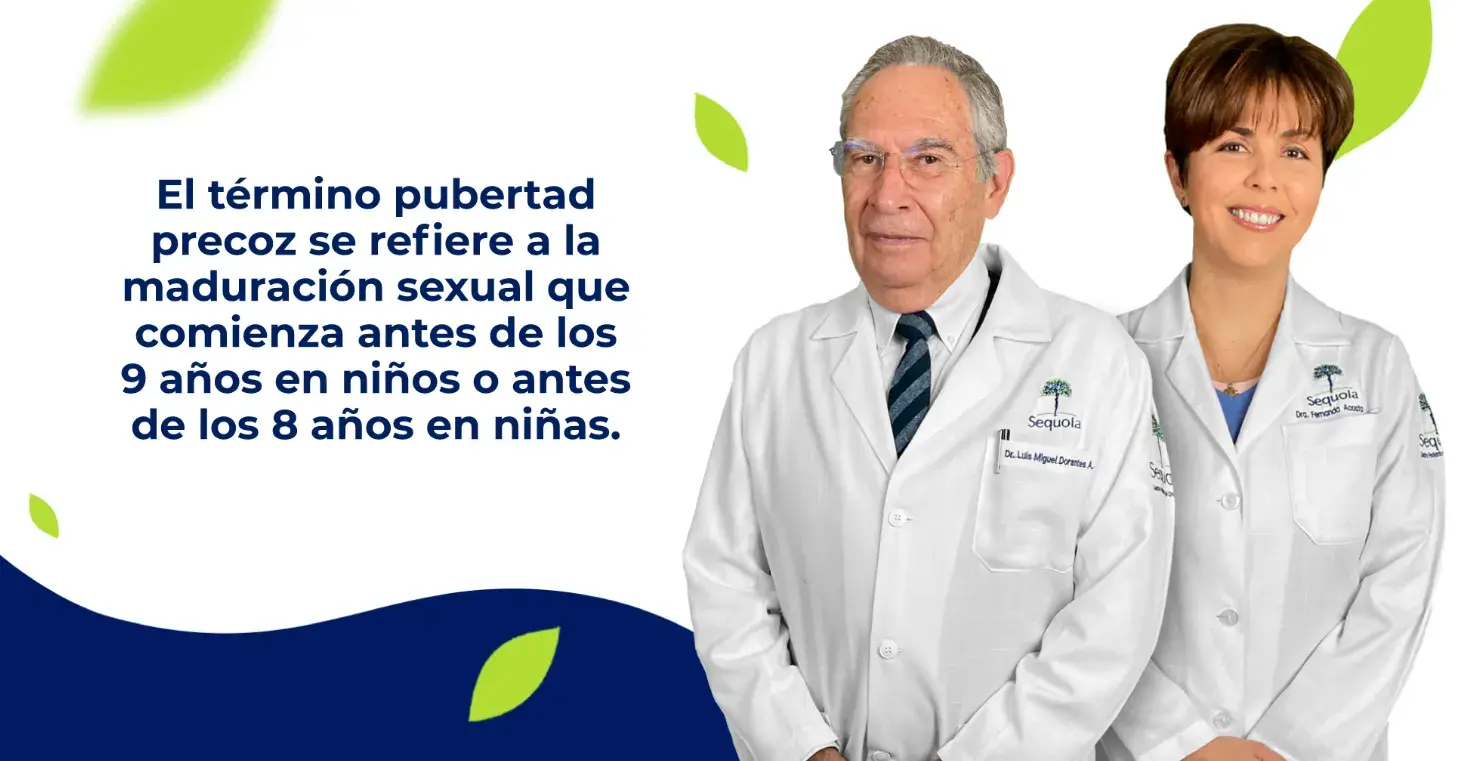 El término pubertad
precoz se refiere a la
maduración sexual que
comienza antes de los
9 años en niños o antes
de los 8 años en niñas.
Sequoia
Dr. Luis Miguel Dorantes A.
Sequoia
Dra. Fernanda Acosta